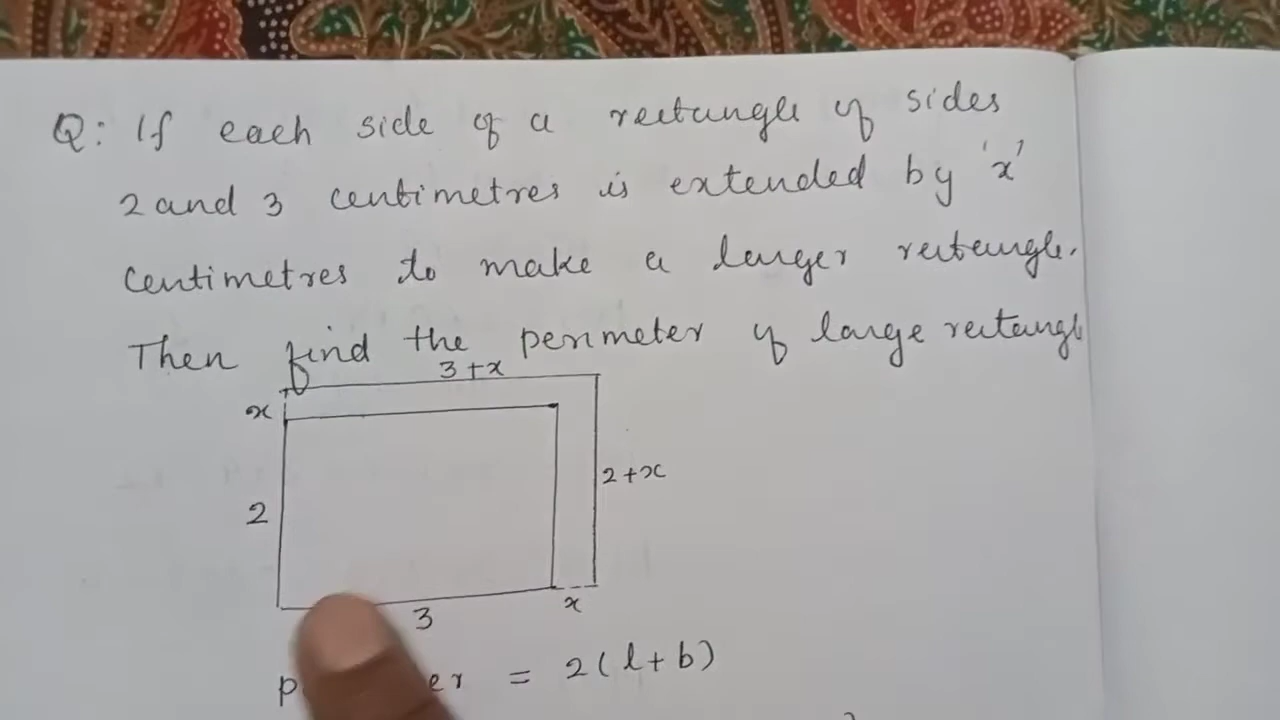 Q: If each side of a rectangle of sides
2 and 3 centimetres is extended by 'x'
centimetres to make a larger rectangle.
Then find the perimeter of large rectangl
3+x
x
2+x
2
x
3
= 2(l+b)